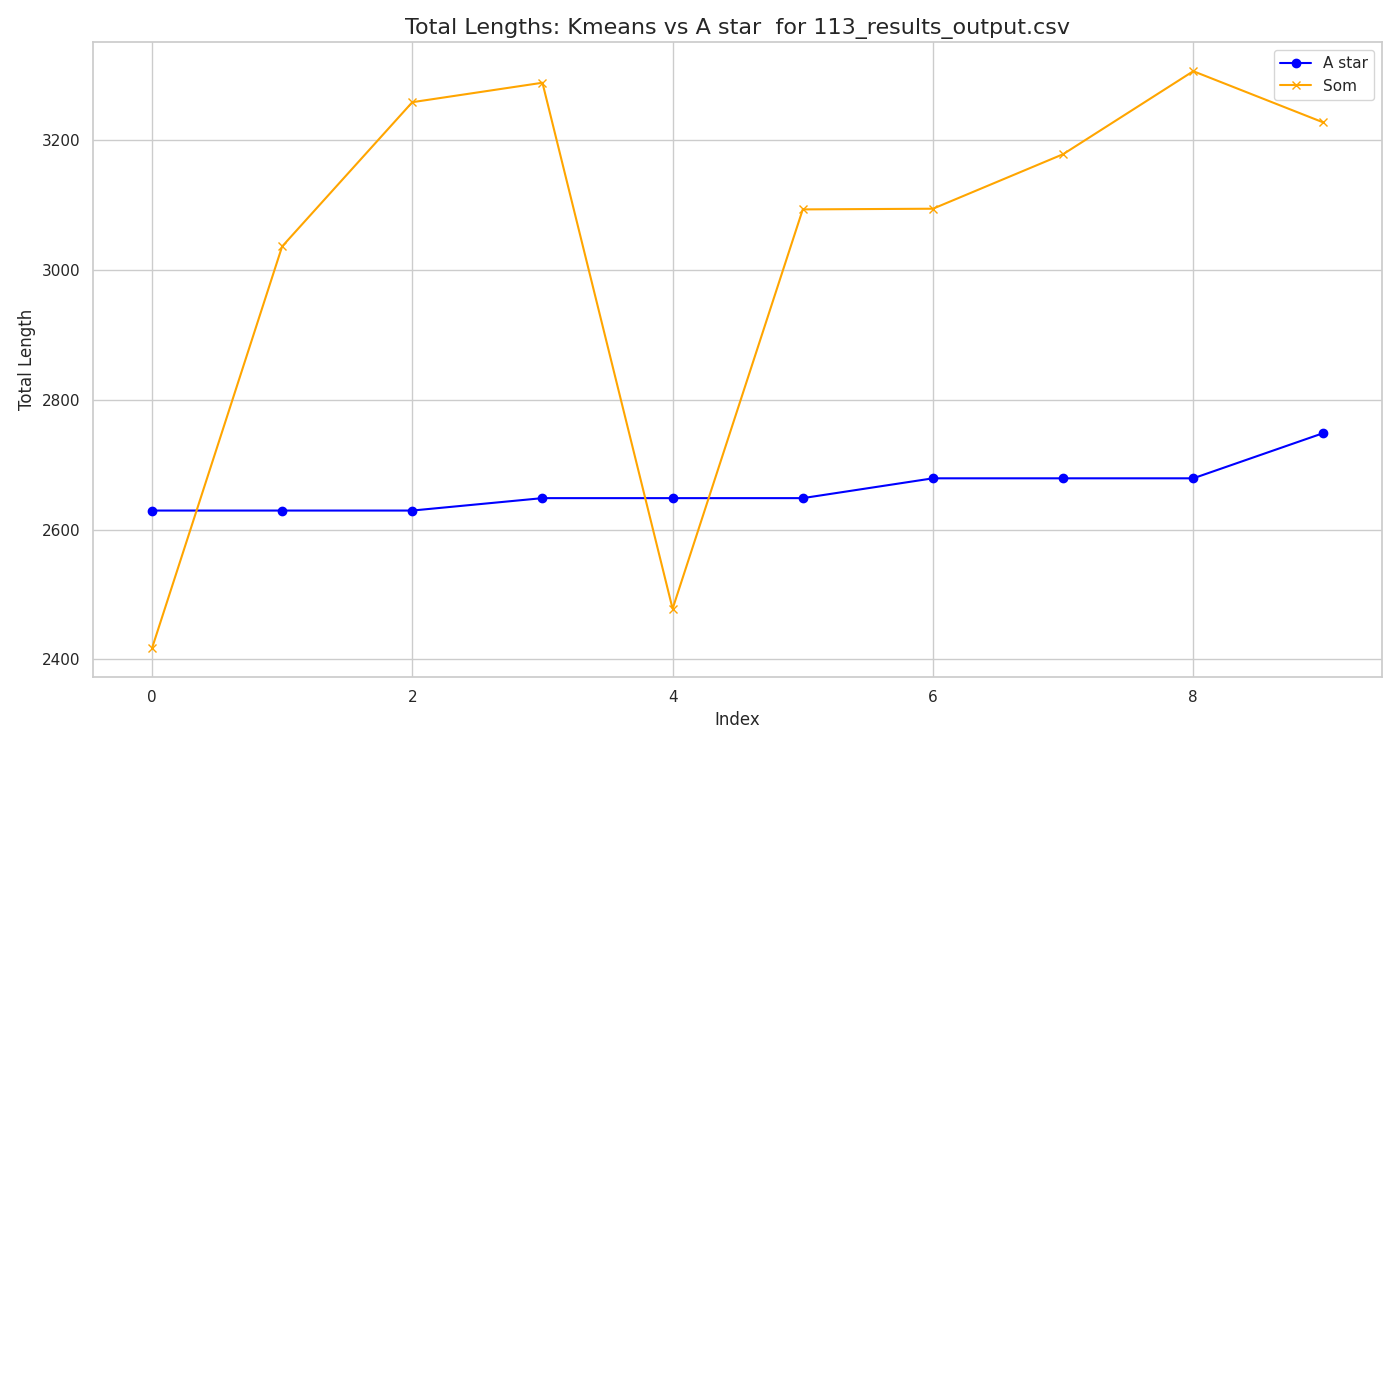 Total Lengths: Kmeans vs A star  for 113_results_output.csv
A star
Som
3200
3000
2800
2600
2400
Total Length
0 2 4 6 8
Index